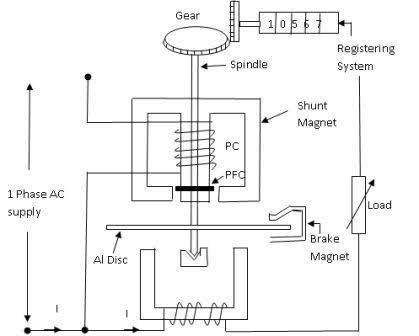 Gear
1 0 5 6 7
Registering
System
Spindle
Shunt
Magnet
PC
PFC
1 Phase AC
supply
Load
Al Disc
Brake
Magnet
I
I